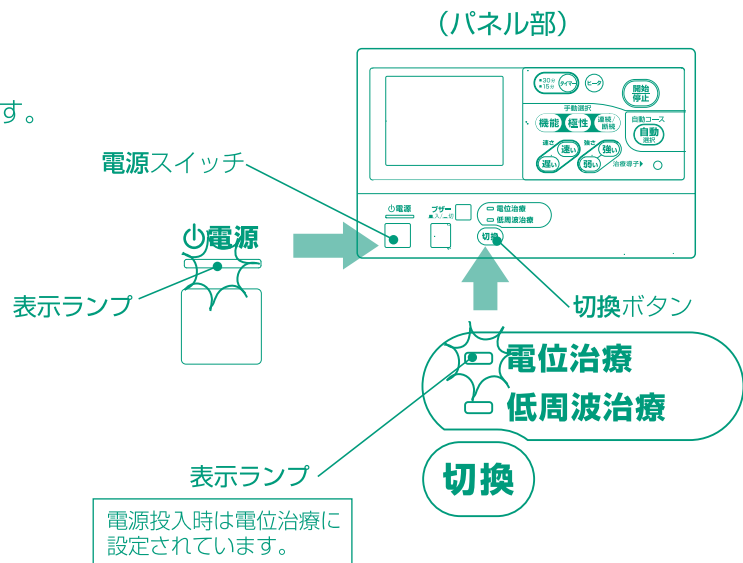 (パネル部)
す。
電源スイッチ
•30分
•15分
タイマー
ヒータ
開始
停止
手動選択
機能
極性
連続/
断続
自動コース
自動
選択
速さ
速い
遅い
強さ
強い
弱い
治療導子
電源
ブザー
入/切
電位治療
低周波治療
切換
電源
表示ランプ
切換ボタン
電位治療
低周波治療
切換
表示ランプ
電源投入時は電位治療に
設定されています。